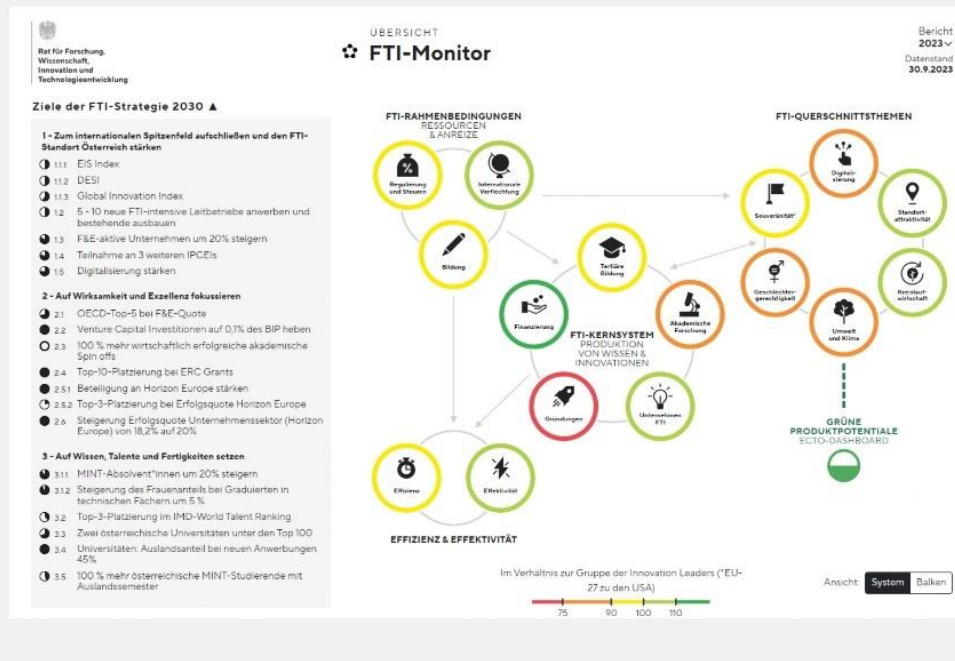 Rat für Forschung,
Wissenschaft,
Innovation und
Technologieentwicklung
ÜBERSICHT
FTI-Monitor
Bericht
2023
Datenstand
30.9.2023
Ziele der FTI-Strategie 2030 ▲
1 - Zum internationalen Spitzenfeld aufschließen und den FTI-
Standort Österreich stärken
1.1.1 EIS Index
1.1.2 DESI
1.1.3 Global Innovation Index
1.2 5 - 10 neue FTI-intensive Leitbetriebe anwerben und
bestehende ausbauen
1.3 F&E-aktive Unternehmen um 20% steigern
1.4 Teilnahme an 3 weiteren IPCEIs
1.5 Digitalisierung stärken
2 - Auf Wirksamkeit und Exzellenz fokussieren
2.1 OECD-Top-5 bei F&E-Quote
2.2 Venture Capital Investitionen auf 0,1% des BIP heben
2.3 100 % mehr wirtschaftlich erfolgreiche akademische
Spin offs
2.4 Top-10-Platzierung bei ERC Grants
2.5.1 Beteiligung an Horizon Europe stärken
2.5.2 Top-3-Platzierung bei Erfolgsquote Horizon Europe
2.6 Steigerung Erfolgsquote Unternehmenssektor (Horizon
Europe) von 18,2% auf 20%
3 - Auf Wissen, Talente und Fertigkeiten setzen
3.1.1 MINT-Absolvent*innen um 20% steigern
3.1.2 Steigerung des Frauenanteils bei Graduierten in
technischen Fächern um 5 %
3.2 Top-3-Platzierung im IMD-World Talent Ranking
3.3 Zwei österreichische Universitäten unter den Top 100
3.4 Universitäten: Auslandsanteil bei neuen Anwerbungen
45%
3.5 100 % mehr österreichische MINT-Studierende mit
Auslandssemester
FTI-RAHMENBEDINGUNGEN
RESSOURCEN
& ANREIZE
Regulierung
und Steuern
Internationale
Verflechtung
Bildung
FTI-QUERSCHNITTSTHEMEN
Digitali-
sierung
Souveränität*
Standort-
attraktivität
Geschlechter-
gerechtigkeit
Kreislauf-
wirtschaft
Umwelt
und Klima
Tertiäre
Bildung
Finanzierung
Akademische
Forschung
FTI-KERNSYSTEM
PRODUKTION
VON WISSEN &
INNOVATIONEN
Gründungen
Unternehmen
FTI
GRÜNE
PRODUKTPOTENTIALE
ECTO-DASHBOARD
Effizienz
Effektivität
EFFIZIENZ & EFFEKTIVITÄT
Im Verhältnis zur Gruppe der Innovation Leaders (*EU-
27 zu den USA)
75 90 100 110
Ansicht: System Balken